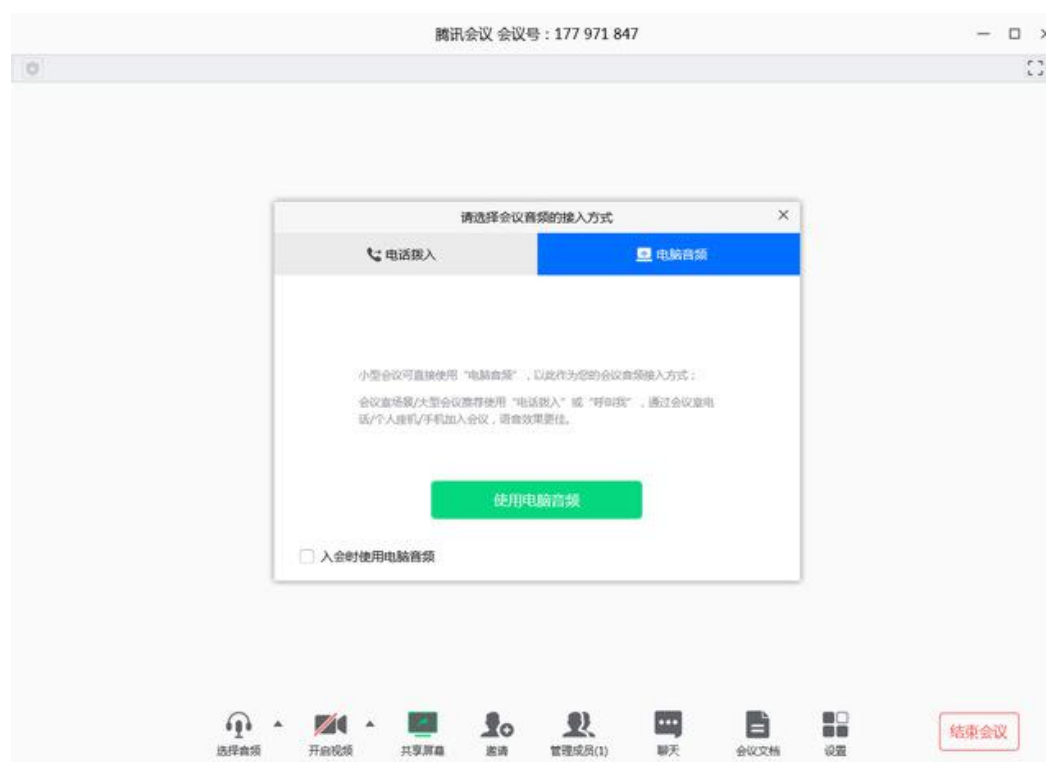 腾讯会议 会议号：177 971 847
请选择会议音频的接入方式
电话拨入
电脑音频
小型会议可直接使用“电脑音频”，以此作为您的会议音频接入方式；
会议室场景/大型会议推荐使用“电话拨入”或“呼叫我”，通过会议室电
话/个人座机/手机加入会议，语音效果更佳。
使用电脑音频
入会时使用电脑音频
选择音频
开启视频
共享屏幕
邀请
管理成员(1)
聊天
会议文档
设置
结束会议